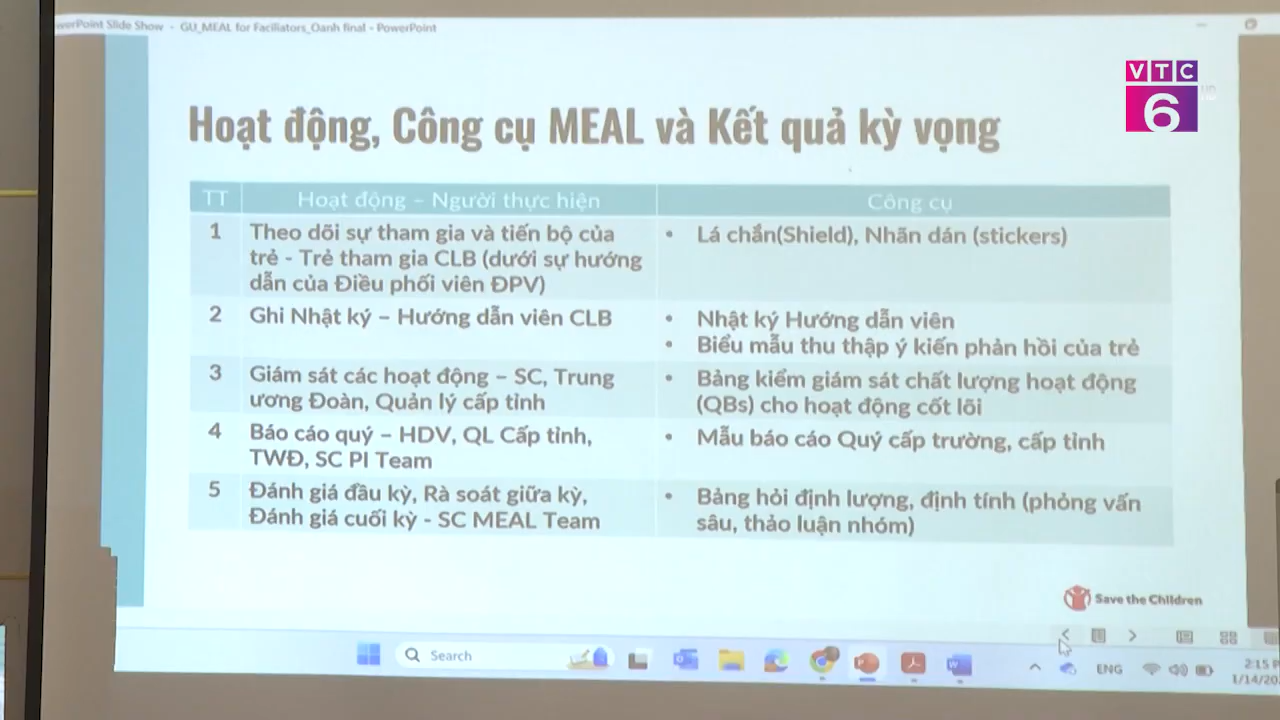 PowerPoint Slide Show - GU_MEAL for Faciliators_Oanh final - PowerPoint
VTC
6
Hoạt động, Công cụ MEAL và Kết quả kỳ vọng
TT Hoạt động – Người thực hiện Công cụ
1 Theo dõi sự tham gia và tiến bộ của • Lá chắn(Shield), Nhãn dán (stickers)
trẻ - Trẻ tham gia CLB (dưới sự hướng
dẫn của Điều phối viên ĐPV)
2 Ghi Nhật ký – Hướng dẫn viên CLB • Nhật ký Hướng dẫn viên
• Biểu mẫu thu thập ý kiến phản hồi của trẻ
3 Giám sát các hoạt động – SC, Trung • Bảng kiểm giám sát chất lượng hoạt động
ương Đoàn, Quản lý cấp tỉnh (QBs) cho hoạt động cốt lõi
4 Báo cáo quý – HDV, QL Cấp tỉnh, • Mẫu báo cáo Quý cấp trường, cấp tỉnh
TWĐ, SC PI Team
5 Đánh giá đầu kỳ, Rà soát giữa kỳ, • Bảng hỏi định lượng, định tính (phỏng vấn
Đánh giá cuối kỳ - SC MEAL Team sâu, thảo luận nhóm)
Save the Children
Search
ENG
2:15 P
1/14/20